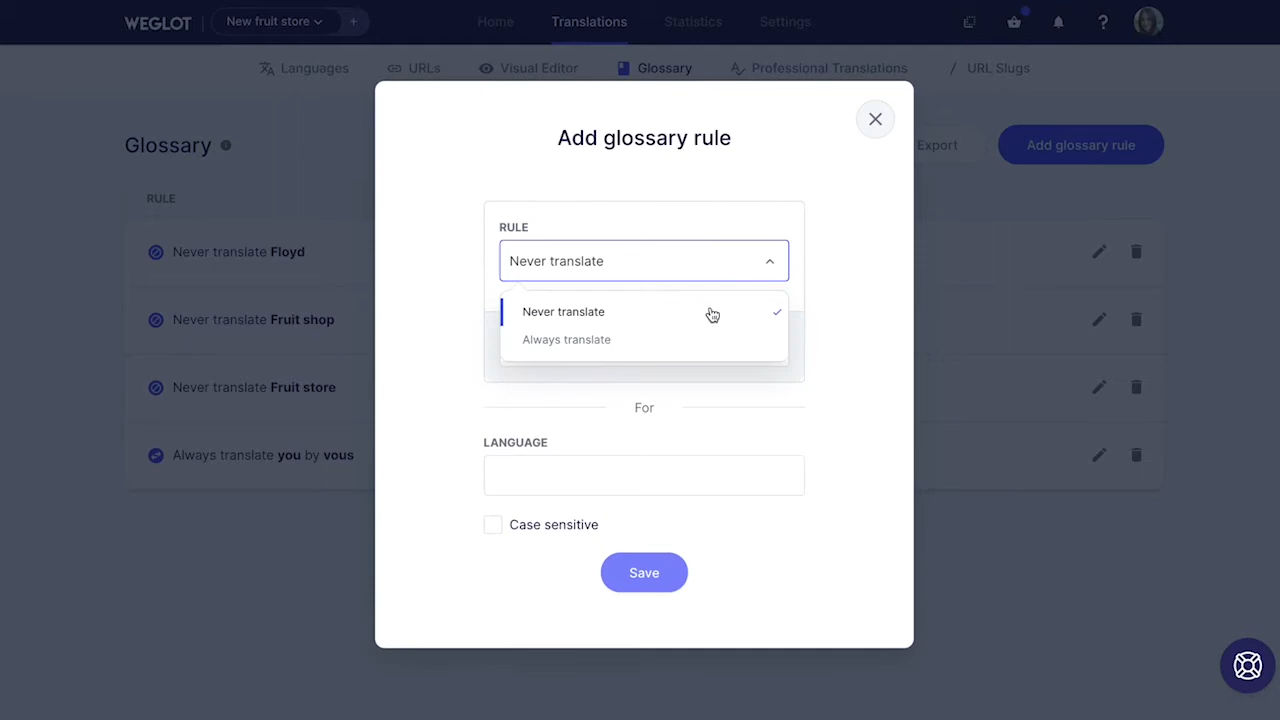 WEGLOT
New fruit store
+
Home
Translations
Statistics
Settings
?
Languages
URLs
Visual Editor
Glossary
Professional Translations
URL Slugs
Add glossary rule
Glossary
Export
Add glossary rule
RULE
Never translate Floyd
Never translate Fruit shop
Never translate Fruit store
Always translate you by vous
RULE
Never translate
Never translate
Always translate
For
LANGUAGE
Case sensitive
Save